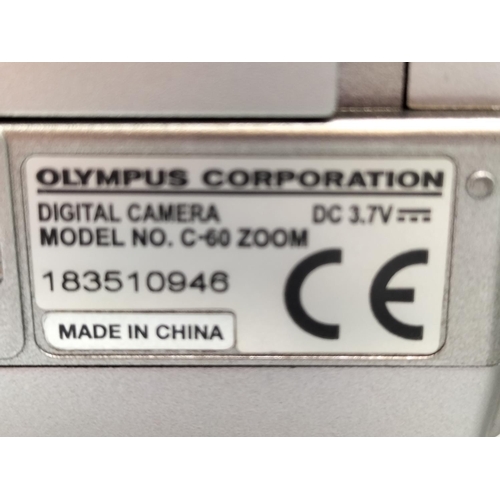 OLYMPUS CORPORATION
DIGITAL CAMERA DC 3.7V⎓
MODEL NO. C-60 ZOOM
183510946
CE
MADE IN CHINA